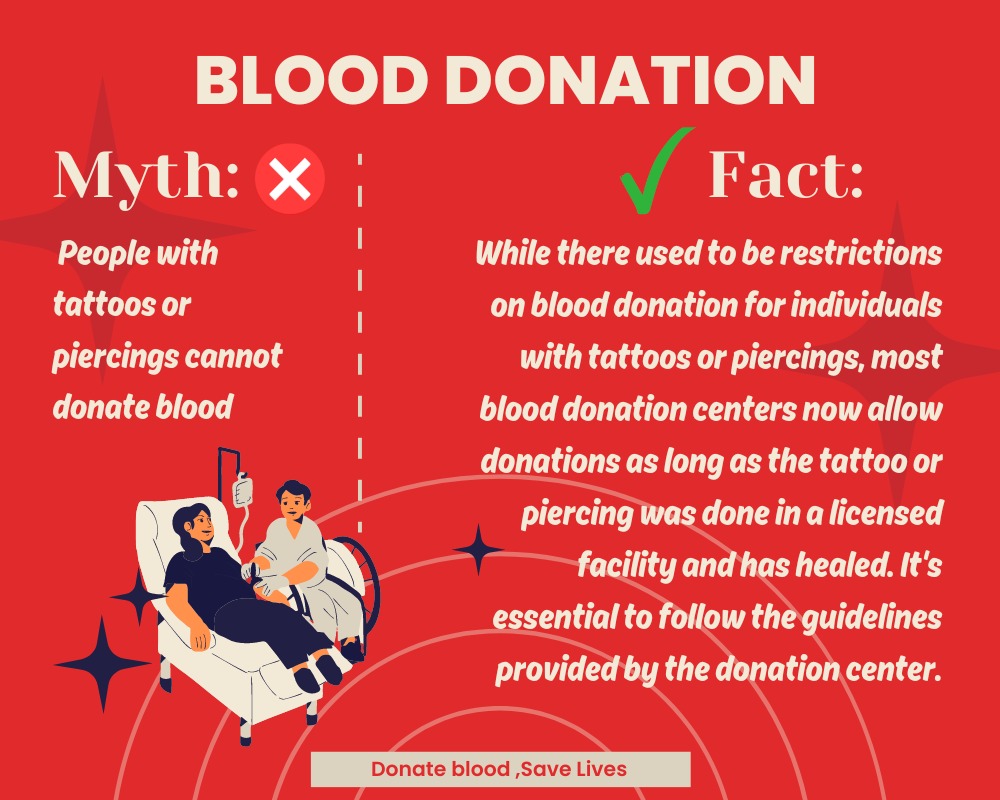 BLOOD DONATION
Myth:
People with
tattoos or
piercings cannot
donate blood
Fact:
While there used to be restrictions
on blood donation for individuals
with tattoos or piercings, most
blood donation centers now allow
donations as long as the tattoo or
piercing was done in a licensed
facility and has healed. It's
essential to follow the guidelines
provided by the donation center.
Donate blood ,Save Lives